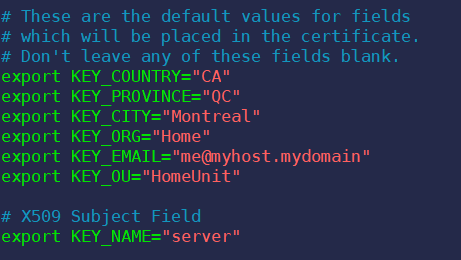 # These are the default values for fields
# which will be placed in the certificate.
# Don't leave any of these fields blank.
export KEY_COUNTRY="CA"
export KEY_PROVINCE="QC"
export KEY_CITY="Montreal"
export KEY_ORG="Home"
export KEY_EMAIL="me@myhost.mydomain"
export KEY_OU="HomeUnit"
# X509 Subject Field
export KEY_NAME="server"